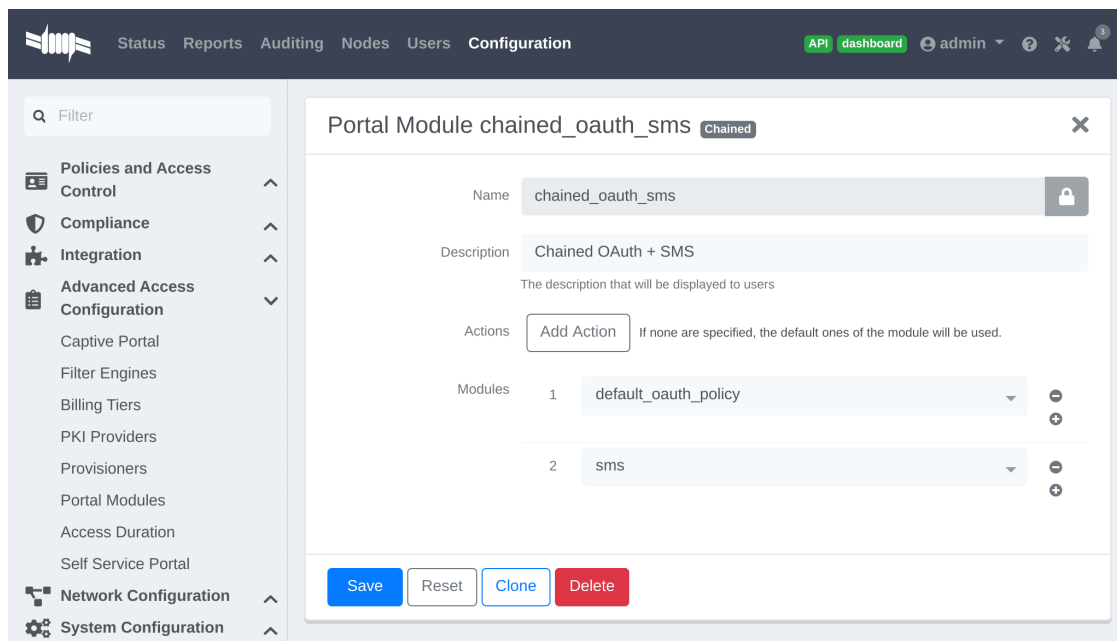 Status Reports Auditing Nodes Users Configuration API dashboard admin 3
Filter
Policies and Access
Control
Compliance
Integration
Advanced Access
Configuration
Captive Portal
Filter Engines
Billing Tiers
PKI Providers
Provisioners
Portal Modules
Access Duration
Self Service Portal
Network Configuration
System Configuration
Portal Module chained_oauth_sms Chained
Name chained_oauth_sms
Description Chained OAuth + SMS
The description that will be displayed to users
Actions Add Action If none are specified, the default ones of the module will be used.
Modules 1 default_oauth_policy
2 sms
Save Reset Clone Delete